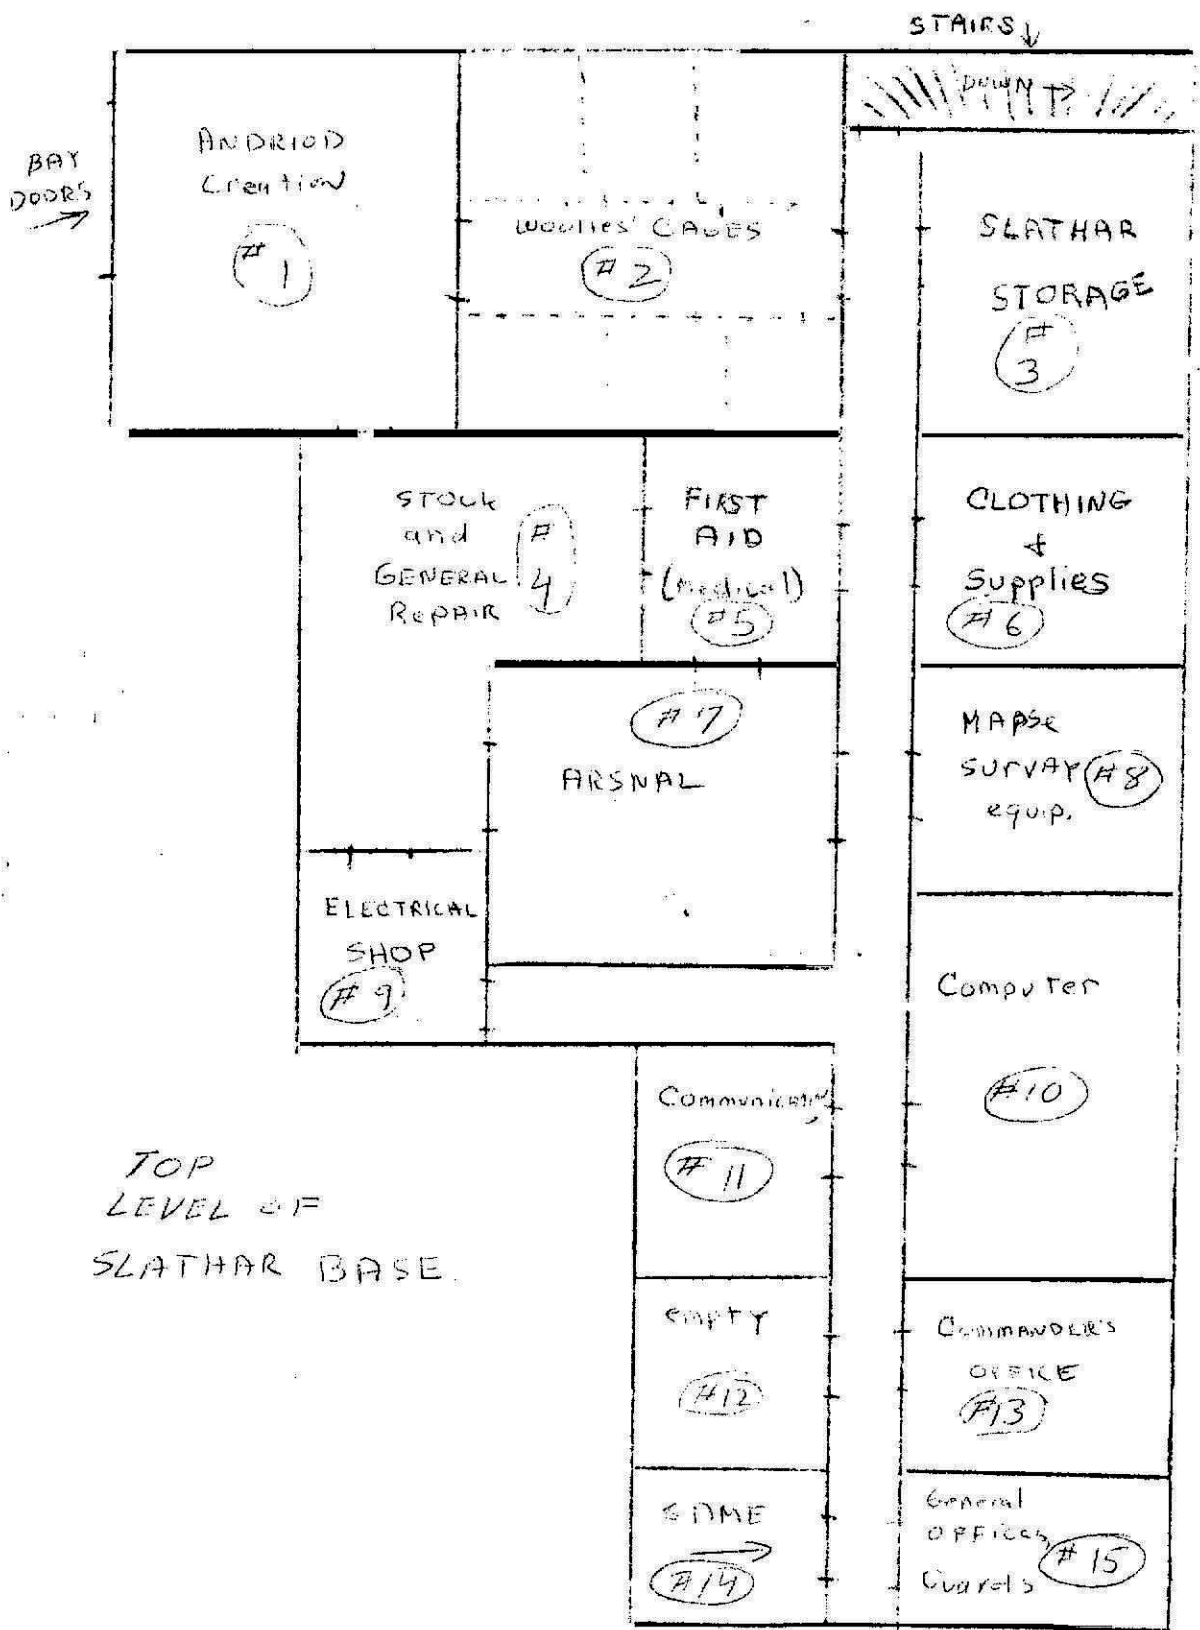 STAIRS
DOWN
BAY
DOORS
ANDRIOD
Creation
# 1
WOOlies' CAGES
# 2
SLATHAR
STORAGE
#
3
STOCK
and
GENERAL
RepAIR
#
4
FIRST
AID
(Medical)
#5
CLOTHING
+
Supplies
#6
#7
ARSNAL
MAPSE
SURVAY
equip.
#8
ELECTRICAL
SHOP
#9
Computer
#10
Communication
# 11
TOP
LEVEL OF
SLATHAR BASE
empty
#12
COMMANDER'S
OFFICE
#13
SAME
#14
General
OFFices
Guards
# 15